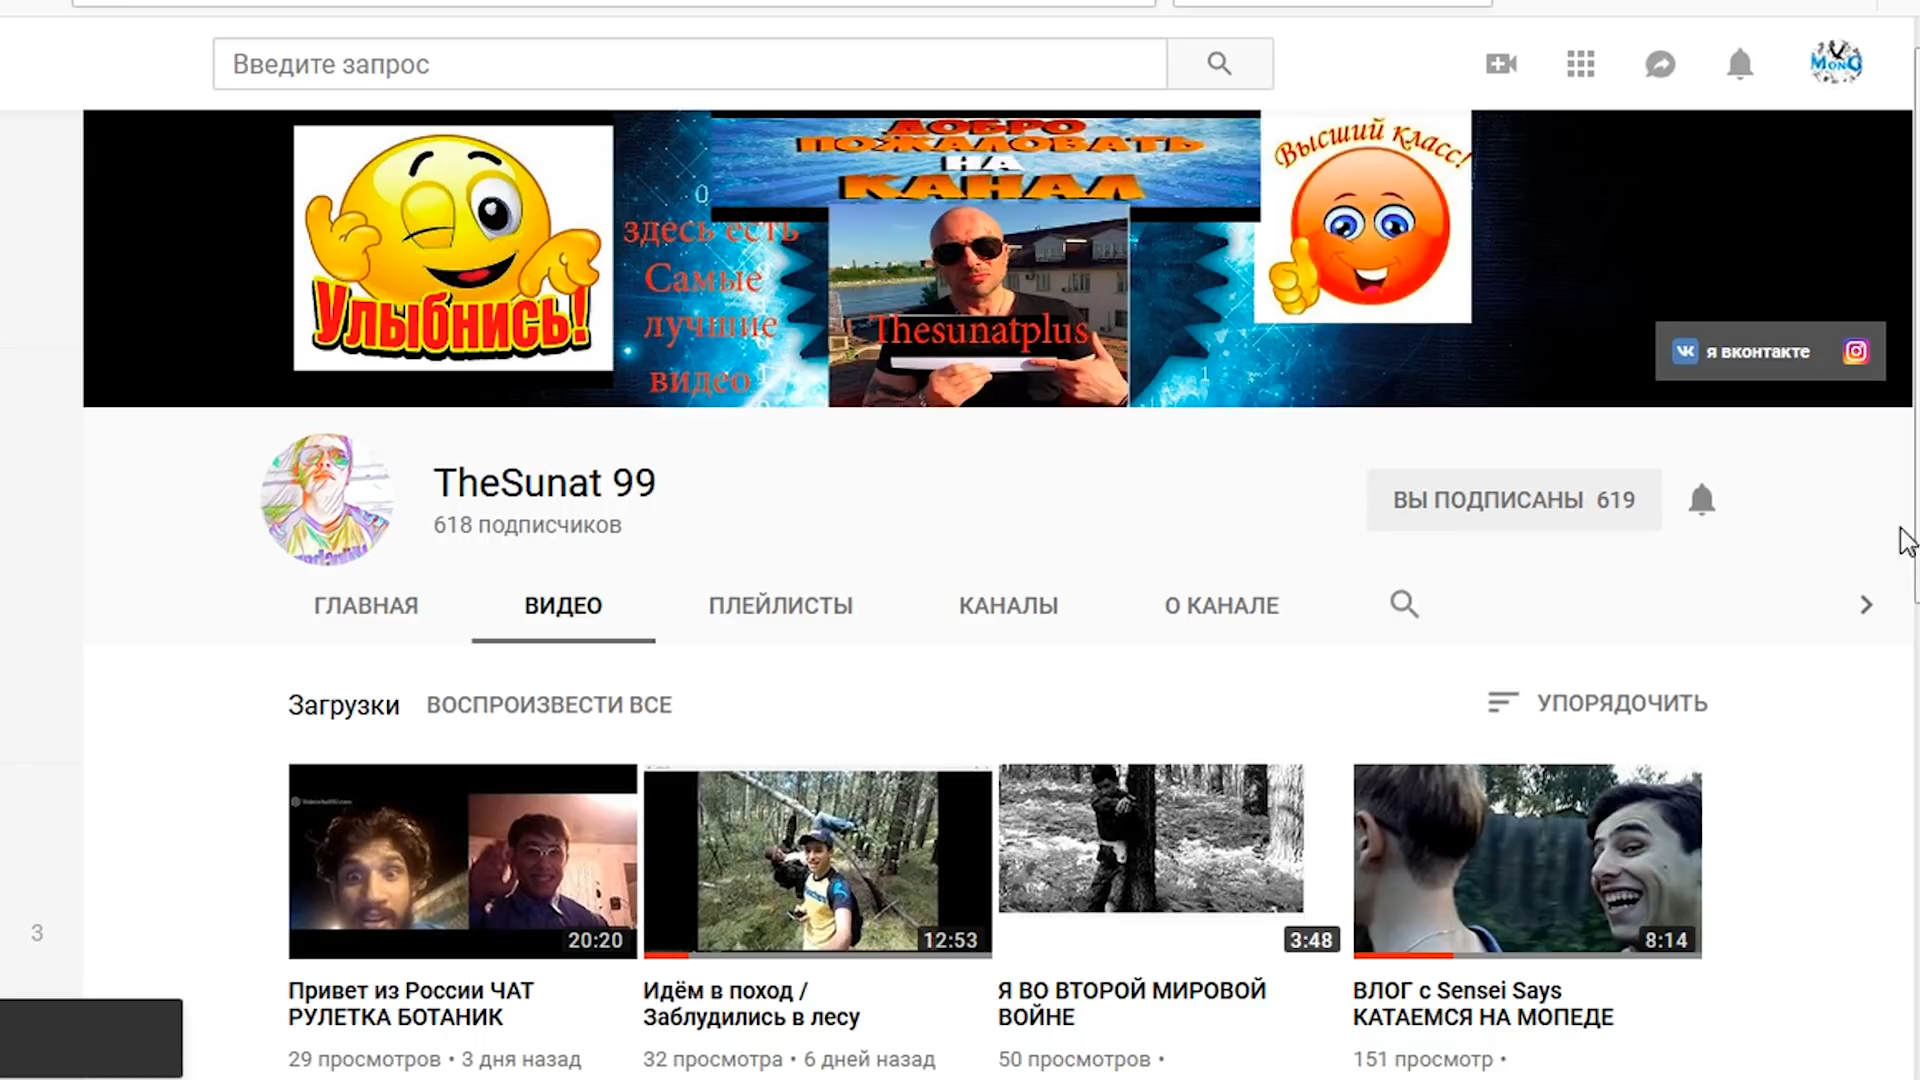 Введите запрос
MonG
ДОБРО
ПОЖАЛОВАТЬ
НА
КАНАЛ
Высший класс!
здесь есть
Самые
лучшие
видео
Улыбнись!
Thesunatplus
я вконтакте
TheSunat 99
618 подписчиков
ВЫ ПОДПИСАНЫ 619
ГЛАВНАЯ
ВИДЕО
ПЛЕЙЛИСТЫ
КАНАЛЫ
О КАНАЛЕ
Загрузки
ВОСПРОИЗВЕСТИ ВСЕ
УПОРЯДОЧИТЬ
3
20:20
12:53
3:48
8:14
Привет из России ЧАТ
РУЛЕТКА БОТАНИК
29 просмотров • 3 дня назад
Идём в поход /
Заблудились в лесу
32 просмотра • 6 дней назад
Я ВО ВТОРОЙ МИРОВОЙ
ВОЙНЕ
50 просмотров •
ВЛОГ с Sensei Says
КАТАЕМСЯ НА МОПЕДЕ
151 просмотр •